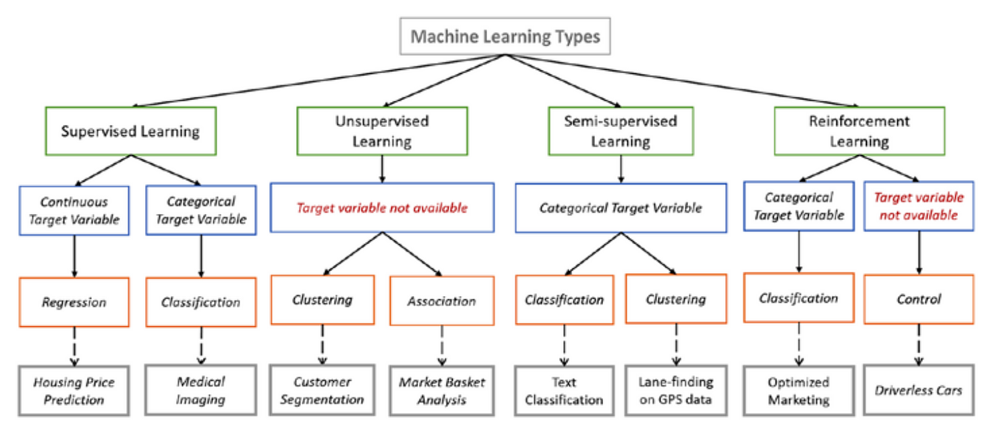 Machine Learning Types
Supervised Learning
Unsupervised
Learning
Semi-supervised
Learning
Reinforcement
Learning
Continuous
Target Variable
Categorical
Target Variable
Target variable not available
Categorical Target Variable
Categorical
Target Variable
Target variable
not available
Regression
Classification
Clustering
Association
Classification
Clustering
Classification
Control
Housing Price
Prediction
Medical
Imaging
Customer
Segmentation
Market Basket
Analysis
Text
Classification
Lane-finding
on GPS data
Optimized
Marketing
Driverless Cars